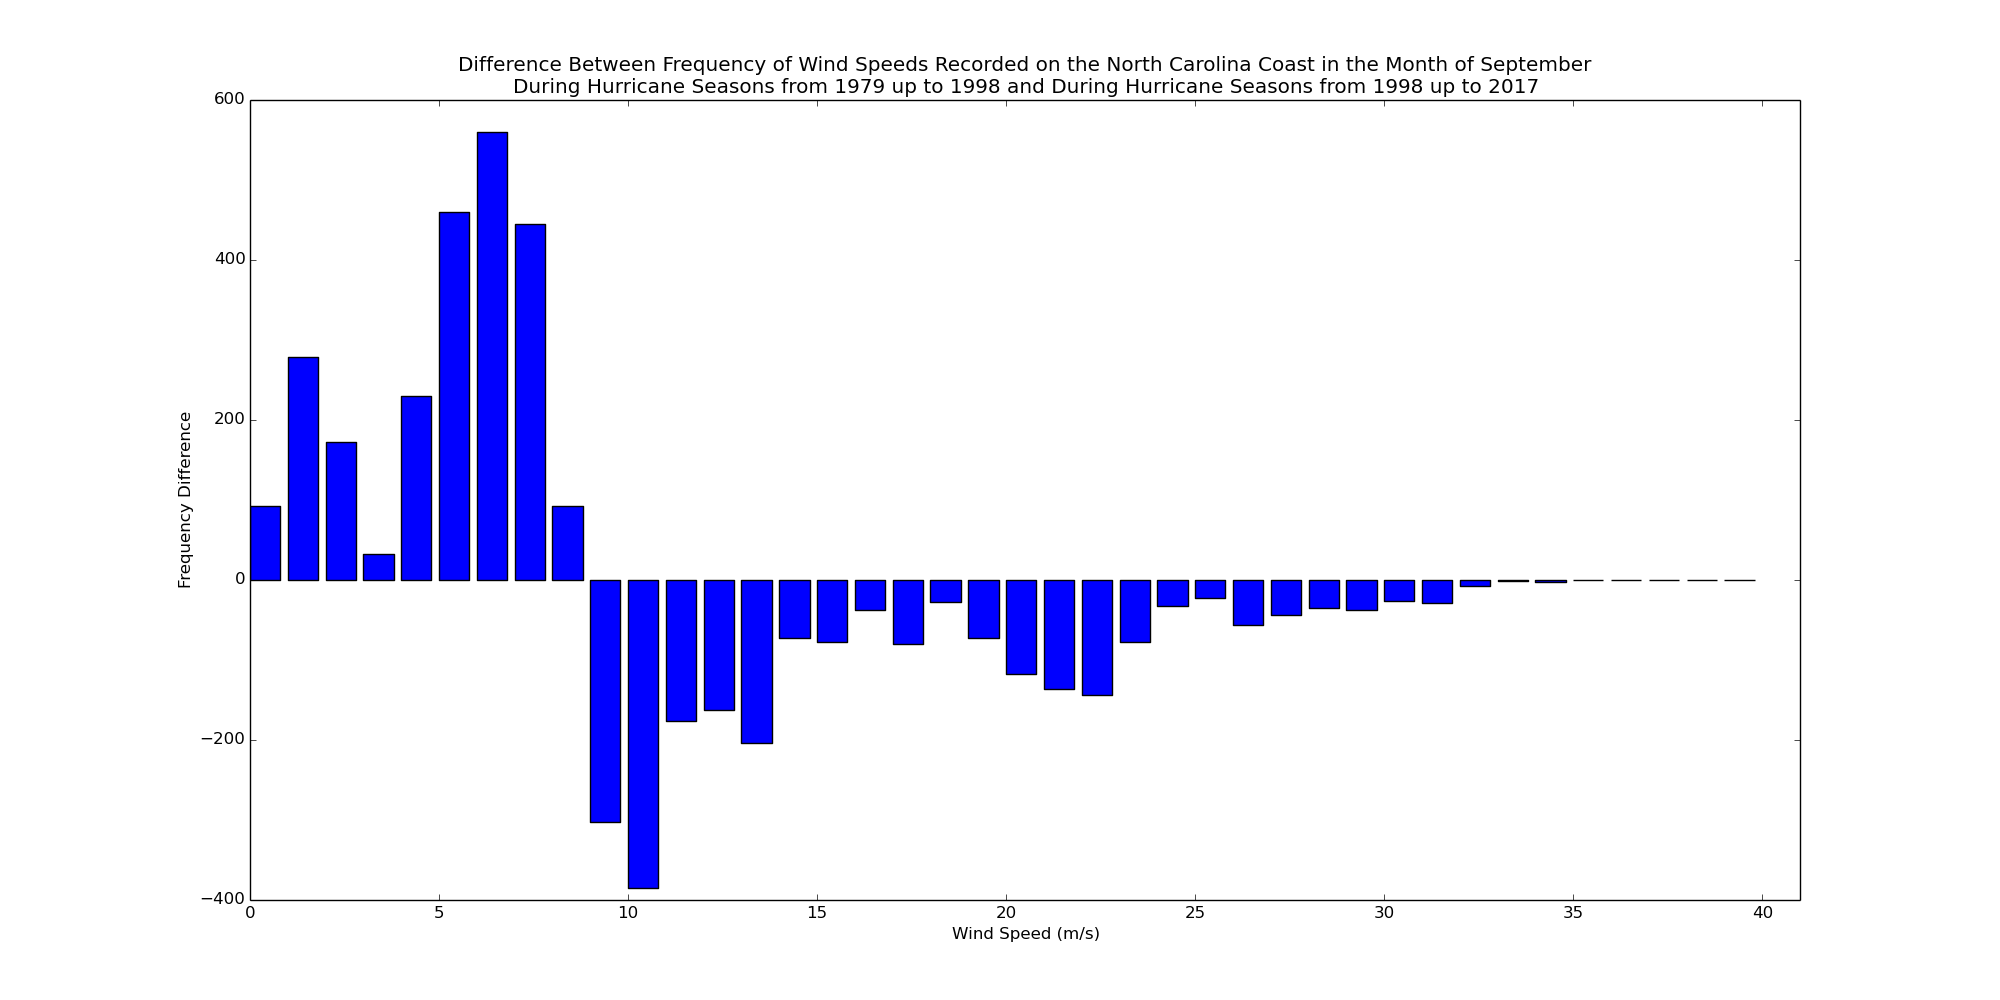 Difference Between Frequency of Wind Speeds Recorded on the North Carolina Coast in the Month of September
During Hurricane Seasons from 1979 up to 1998 and During Hurricane Seasons from 1998 up to 2017
600
400
200
0
−200
−400
Frequency Difference
0 5 10 15 20 25 30 35 40
Wind Speed (m/s)